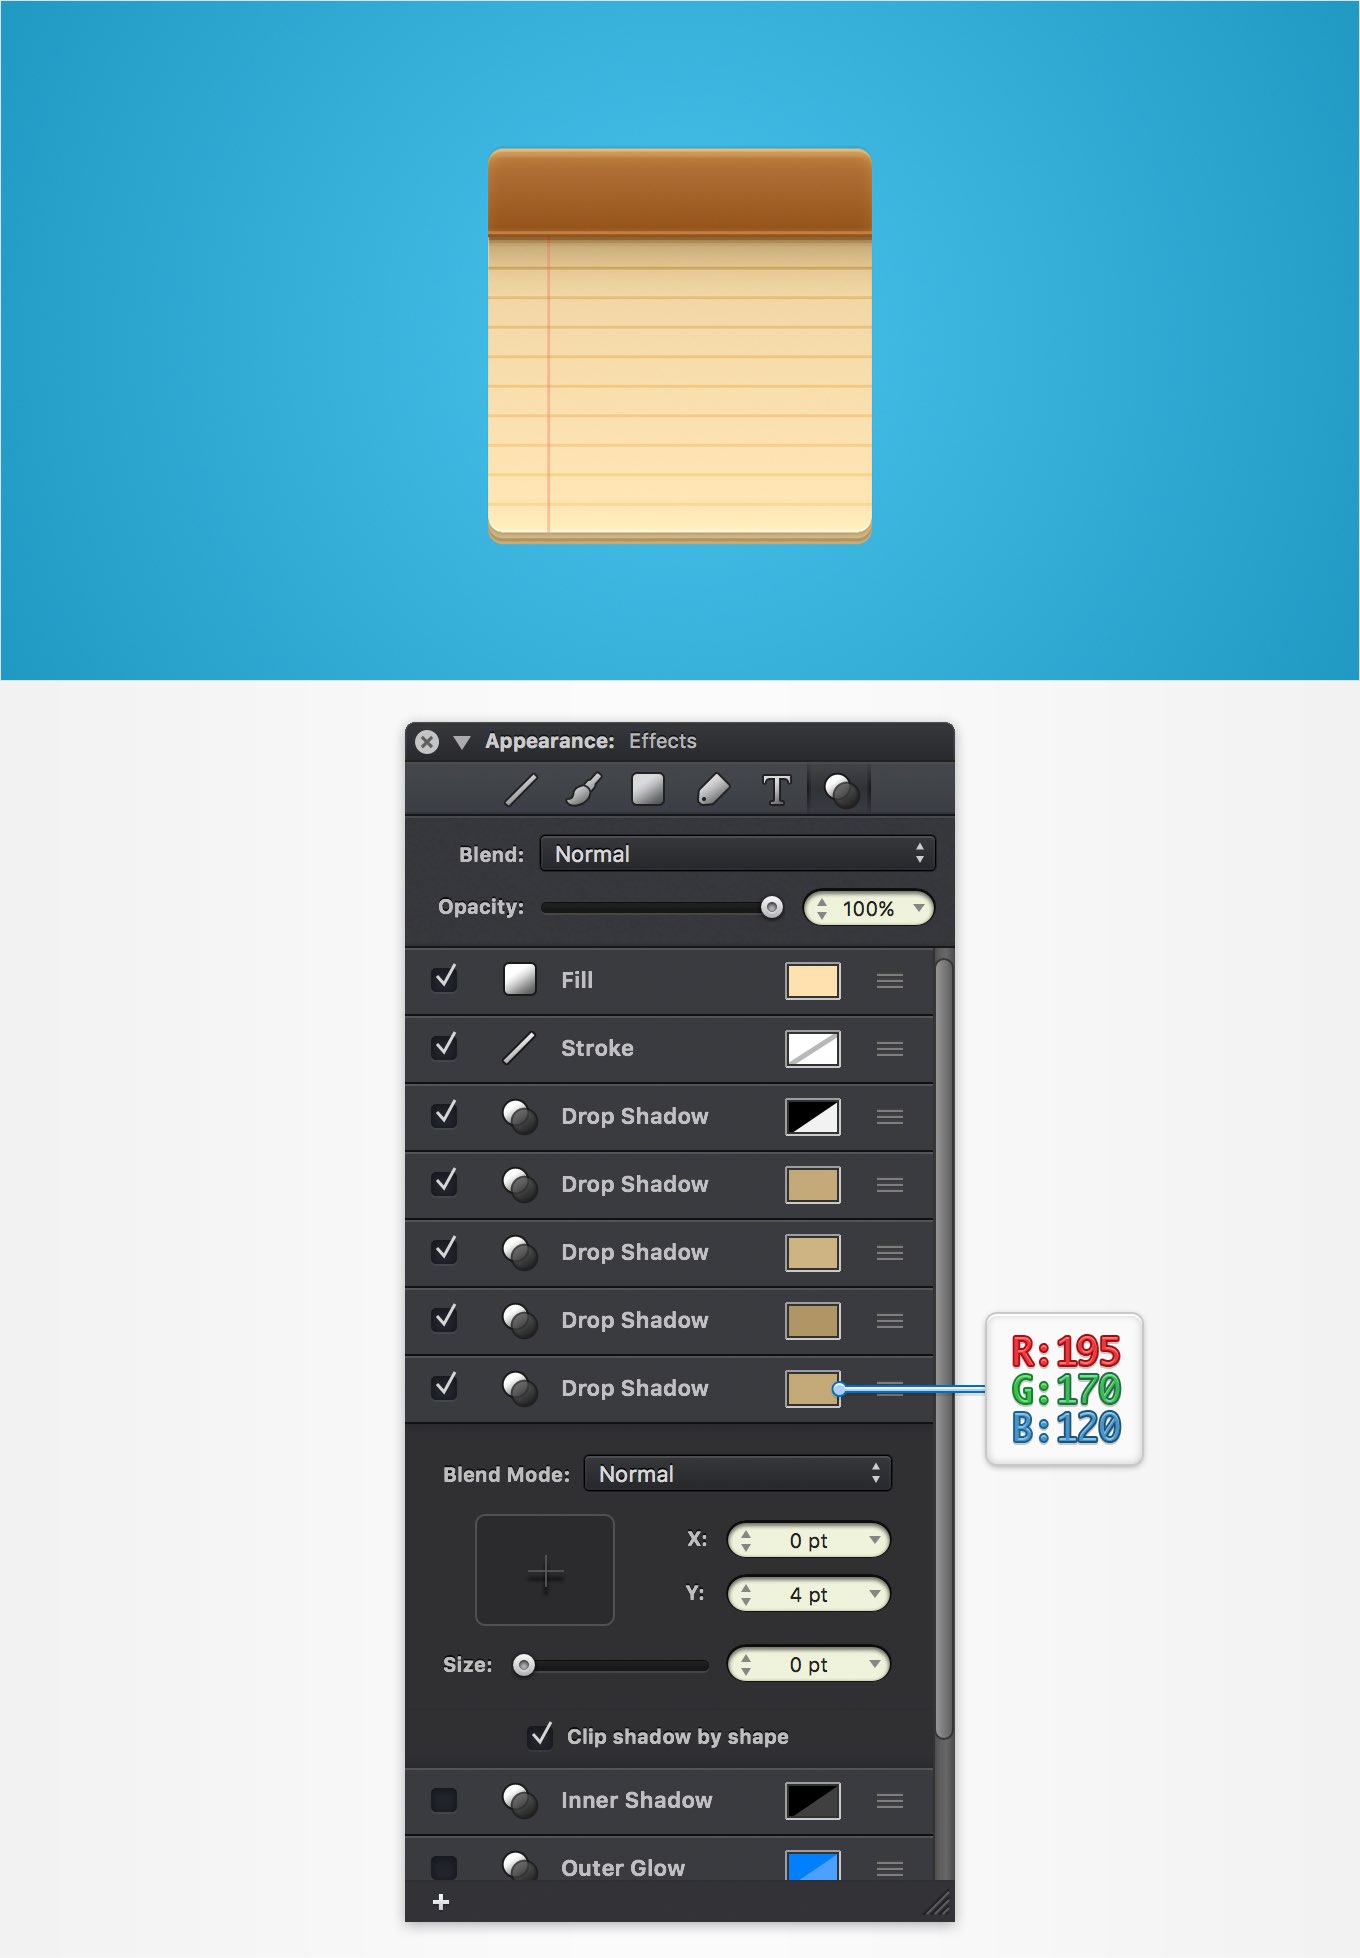 Appearance: Effects
T
Blend: Normal
Opacity: 100%
Fill
Stroke
Drop Shadow
Drop Shadow
Drop Shadow
Drop Shadow
Drop Shadow
R:195
G:170
B:120
Blend Mode: Normal
X: 0 pt
Y: 4 pt
Size: 0 pt
Clip shadow by shape
Inner Shadow
Outer Glow
+